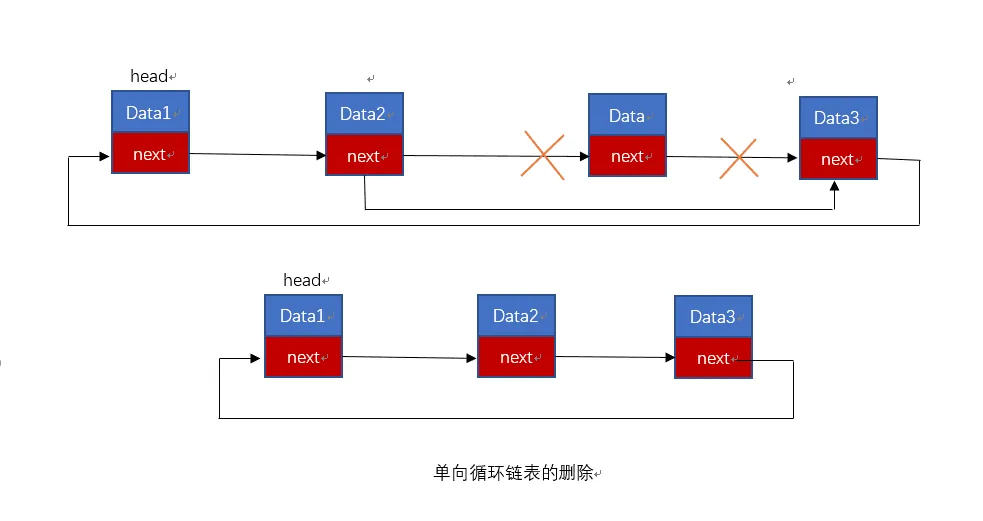 head
Data1 Data2 Data Data3
next next next next
head
Data1 Data2 Data3
next next next
单向循环链表的删除